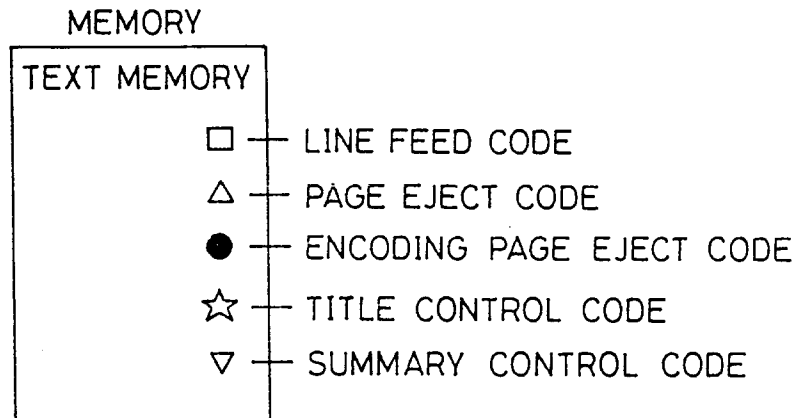 MEMORY
TEXT MEMORY
LINE FEED CODE
PAGE EJECT CODE
ENCODING PAGE EJECT CODE
TITLE CONTROL CODE
SUMMARY CONTROL CODE